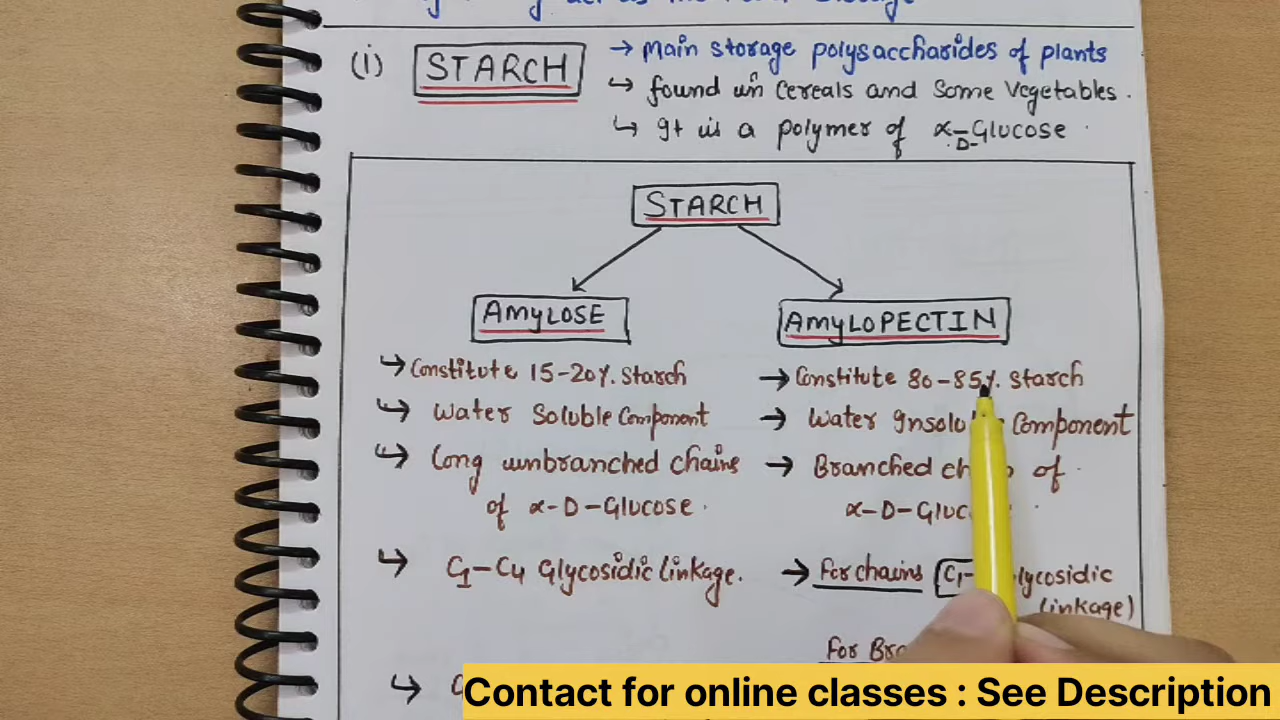 (i) STARCH → Main storage polysaccharides of plants
↳ found in Cereals and Some Vegetables.
↳ It is a polymer of α-D-Glucose
STARCH
AMYLOSE
→ Constitute 15-20% Starch
→ Water Soluble Component
→ Long unbranched chains
of α-D-Glucose.
→ C1-C4 Glycosidic linkage.
AMYLOPECTIN
→ Constitute 80-85% Starch
→ Water Component
→ Branched of
α-D-
→ For chains
linkage)
For
Contact for online classes : See Description